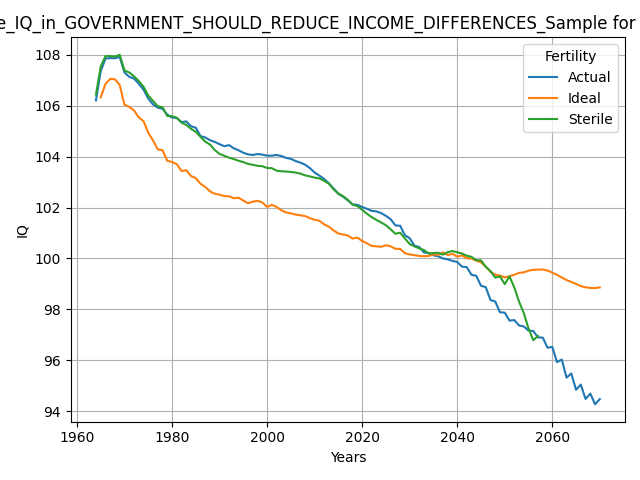 e_IQ_in_GOVERNMENT_SHOULD_REDUCE_INCOME_DIFFERENCES_Sample for
108
106
104
102
100
98
96
94
IQ
Fertility
Actual
Ideal
Sterile
1960
1980
2000
2020
2040
2060
Years